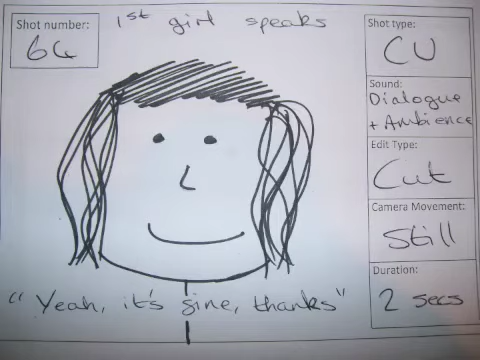 Shot number:
6c
1st girl speaks
Shot type:
CU
Sound:
Dialogue
+ Ambience
Edit Type:
Cut
Camera Movement:
Still
Duration:
2 secs
"Yeah, it's fine, thanks"